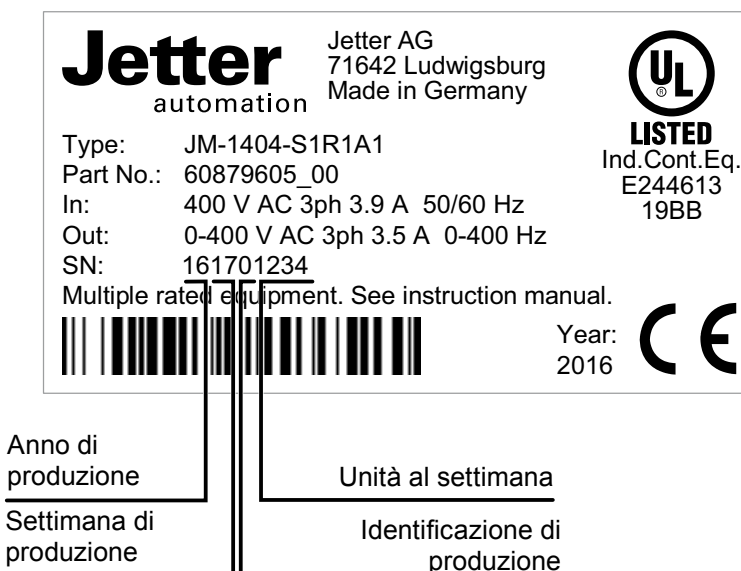 Jetter
automation
Jetter AG
71642 Ludwigsburg
Made in Germany
UL
®
LISTED
Ind.Cont.Eq.
E244613
19BB
Type: JM-1404-S1R1A1
Part No.: 60879605_00
In: 400 V AC 3ph 3.9 A 50/60 Hz
Out: 0-400 V AC 3ph 3.5 A 0-400 Hz
SN: 16170​1234
Multiple rated equipment. See instruction manual.
Year:
2016
CE
Anno di
produzione
Unità al settimana
Settimana di
produzione
Identificazione di
produzione